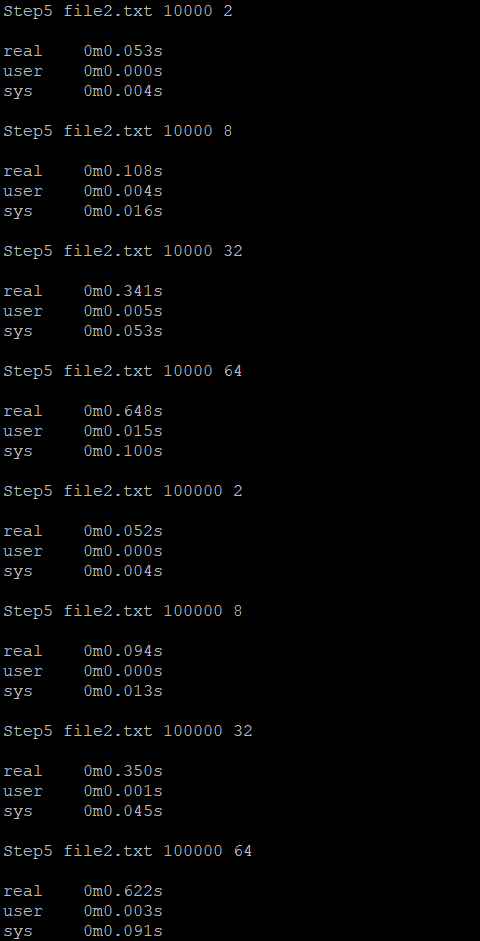 Step5 file2.txt 10000 2
real 0m0.053s
user 0m0.000s
sys 0m0.004s
Step5 file2.txt 10000 8
real 0m0.108s
user 0m0.004s
sys 0m0.016s
Step5 file2.txt 10000 32
real 0m0.341s
user 0m0.005s
sys 0m0.053s
Step5 file2.txt 10000 64
real 0m0.648s
user 0m0.015s
sys 0m0.100s
Step5 file2.txt 100000 2
real 0m0.052s
user 0m0.000s
sys 0m0.004s
Step5 file2.txt 100000 8
real 0m0.094s
user 0m0.000s
sys 0m0.013s
Step5 file2.txt 100000 32
real 0m0.350s
user 0m0.001s
sys 0m0.045s
Step5 file2.txt 100000 64
real 0m0.622s
user 0m0.003s
sys 0m0.091s